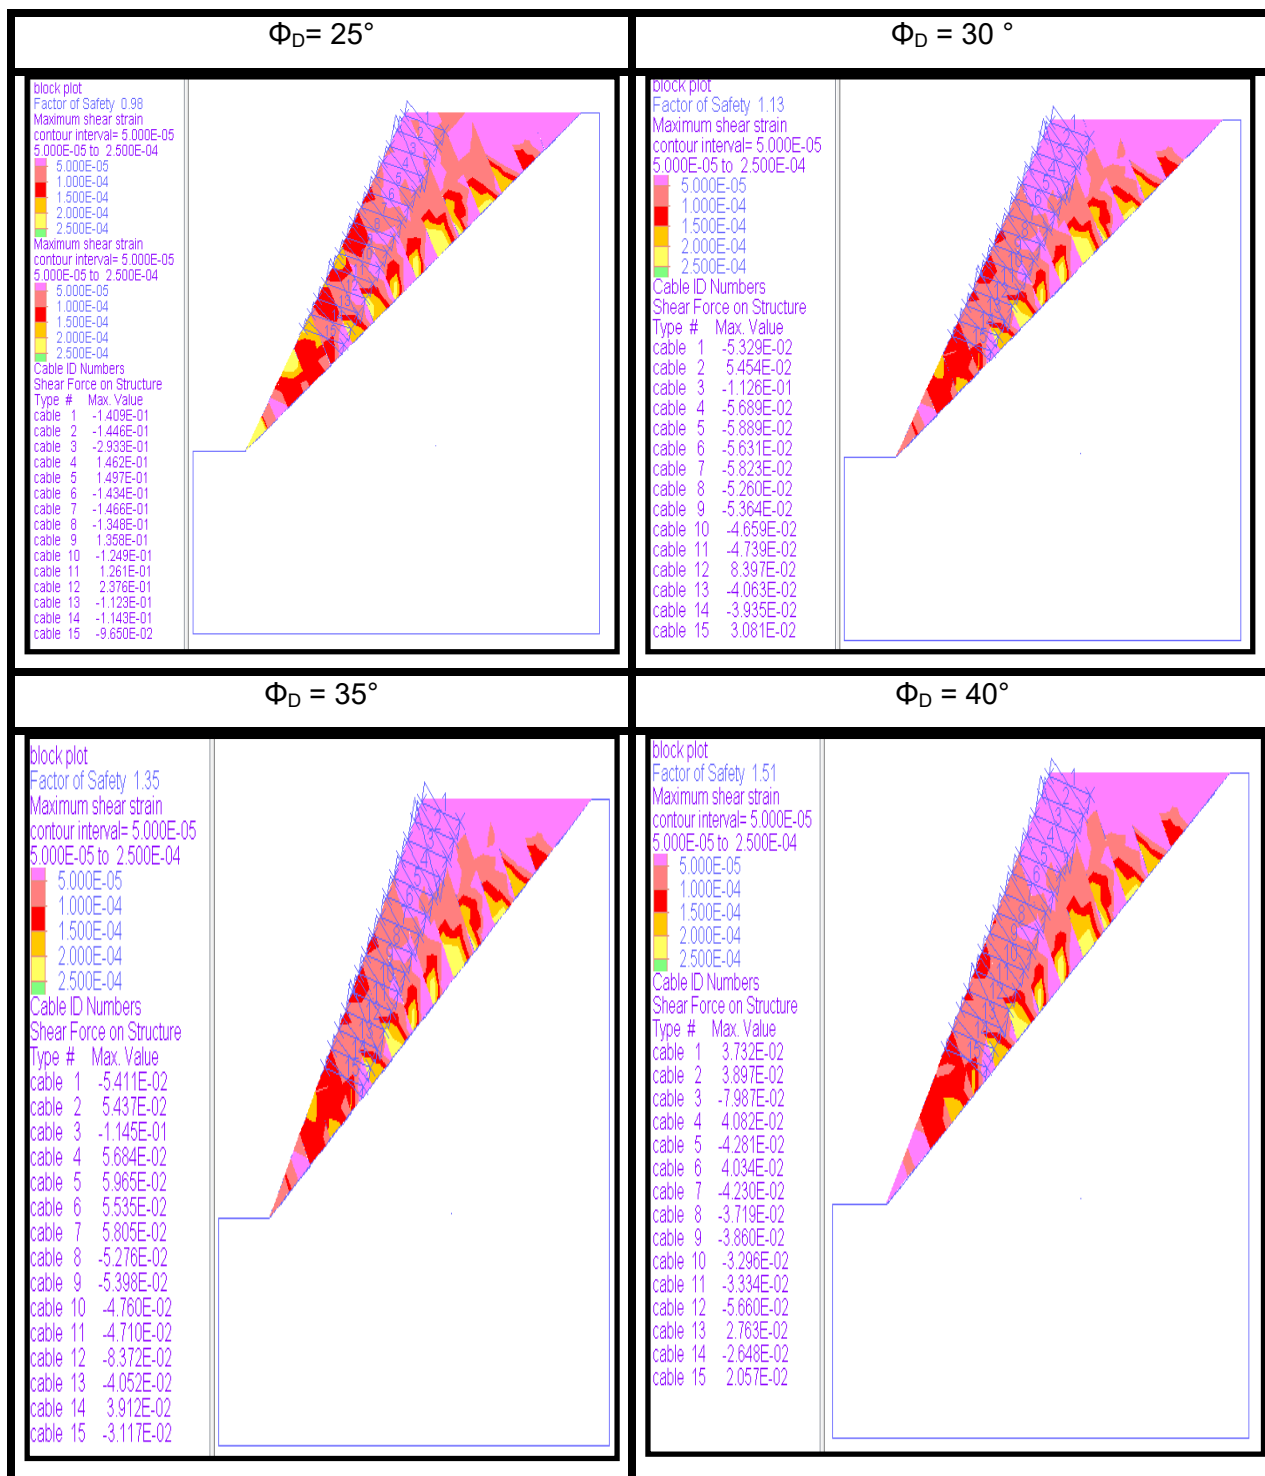 ΦD= 25°
ΦD = 30 °
block plot
Factor of Safety 0.98
Maximum shear strain
contour interval= 5.000E-05
5.000E-05 to 2.500E-04
5.000E-05
1.000E-04
1.500E-04
2.000E-04
2.500E-04
Maximum shear strain
contour interval= 5.000E-05
5.000E-05 to 2.500E-04
5.000E-05
1.000E-04
1.500E-04
2.000E-04
2.500E-04
Cable ID Numbers
Shear Force on Structure
Type # Max. Value
cable 1 -1.409E-01
cable 2 -1.446E-01
cable 3 -2.933E-01
cable 4 1.462E-01
cable 5 1.497E-01
cable 6 -1.434E-01
cable 7 -1.466E-01
cable 8 -1.348E-01
cable 9 1.358E-01
cable 10 -1.249E-01
cable 11 1.261E-01
cable 12 2.376E-01
cable 13 -1.123E-01
cable 14 -1.143E-01
cable 15 -9.650E-02
block plot
Factor of Safety 1.13
Maximum shear strain
contour interval= 5.000E-05
5.000E-05 to 2.500E-04
5.000E-05
1.000E-04
1.500E-04
2.000E-04
2.500E-04
Cable ID Numbers
Shear Force on Structure
Type # Max. Value
cable 1 -5.329E-02
cable 2 5.454E-02
cable 3 -1.126E-01
cable 4 -5.689E-02
cable 5 -5.889E-02
cable 6 -5.631E-02
cable 7 -5.823E-02
cable 8 -5.260E-02
cable 9 -5.364E-02
cable 10 -4.659E-02
cable 11 -4.739E-02
cable 12 8.397E-02
cable 13 -4.063E-02
cable 14 -3.935E-02
cable 15 3.081E-02
ΦD = 35°
ΦD = 40°
block plot
Factor of Safety 1.35
Maximum shear strain
contour interval= 5.000E-05
5.000E-05 to 2.500E-04
5.000E-05
1.000E-04
1.500E-04
2.000E-04
2.500E-04
Cable ID Numbers
Shear Force on Structure
Type # Max. Value
cable 1 -5.411E-02
cable 2 5.437E-02
cable 3 -1.145E-01
cable 4 5.684E-02
cable 5 5.965E-02
cable 6 5.535E-02
cable 7 5.805E-02
cable 8 -5.276E-02
cable 9 -5.398E-02
cable 10 -4.760E-02
cable 11 -4.710E-02
cable 12 -8.372E-02
cable 13 -4.052E-02
cable 14 3.912E-02
cable 15 -3.117E-02
block plot
Factor of Safety 1.51
Maximum shear strain
contour interval= 5.000E-05
5.000E-05 to 2.500E-04
5.000E-05
1.000E-04
1.500E-04
2.000E-04
2.500E-04
Cable ID Numbers
Shear Force on Structure
Type # Max. Value
cable 1 3.732E-02
cable 2 3.897E-02
cable 3 -7.987E-02
cable 4 4.082E-02
cable 5 -4.281E-02
cable 6 4.034E-02
cable 7 -4.230E-02
cable 8 -3.719E-02
cable 9 -3.860E-02
cable 10 -3.296E-02
cable 11 -3.334E-02
cable 12 -5.660E-02
cable 13 2.763E-02
cable 14 -2.648E-02
cable 15 2.057E-02